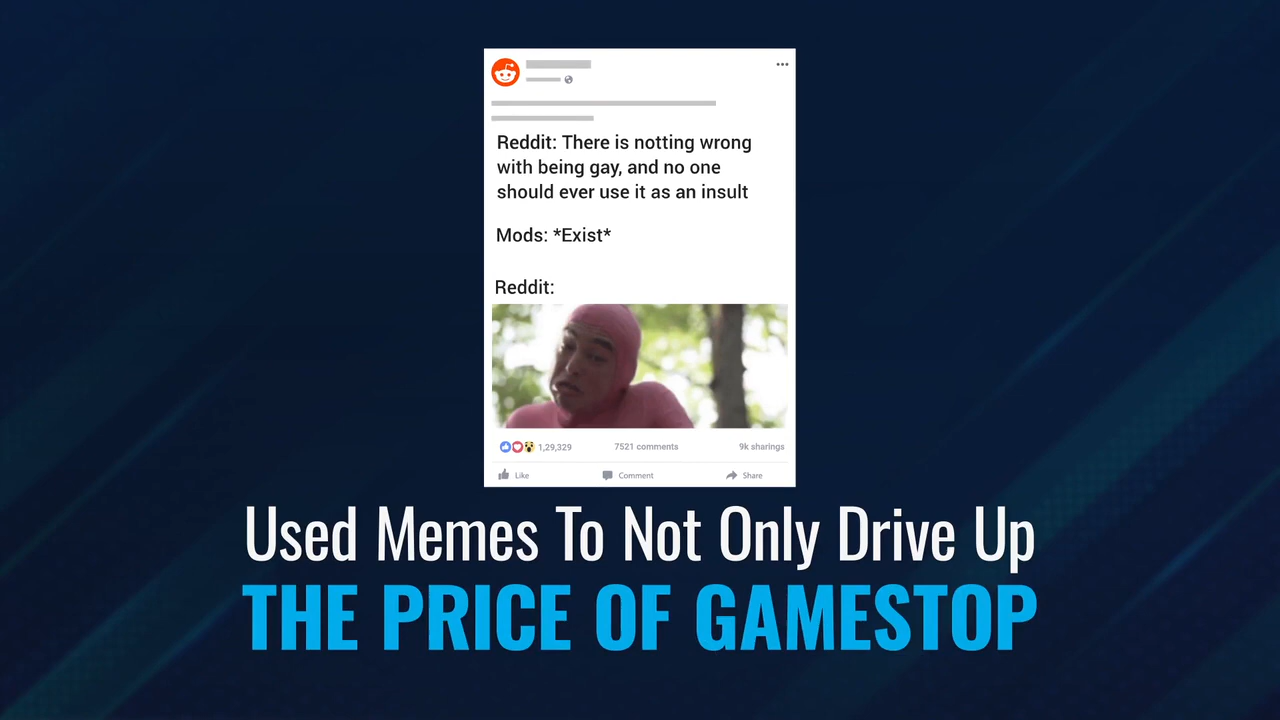 Reddit: There is notting wrong
with being gay, and no one
should ever use it as an insult
Mods: *Exist*
Reddit:
1,29,329 7521 comments 9k sharings
Like Comment Share
Used Memes To Not Only Drive Up
THE PRICE OF GAMESTOP